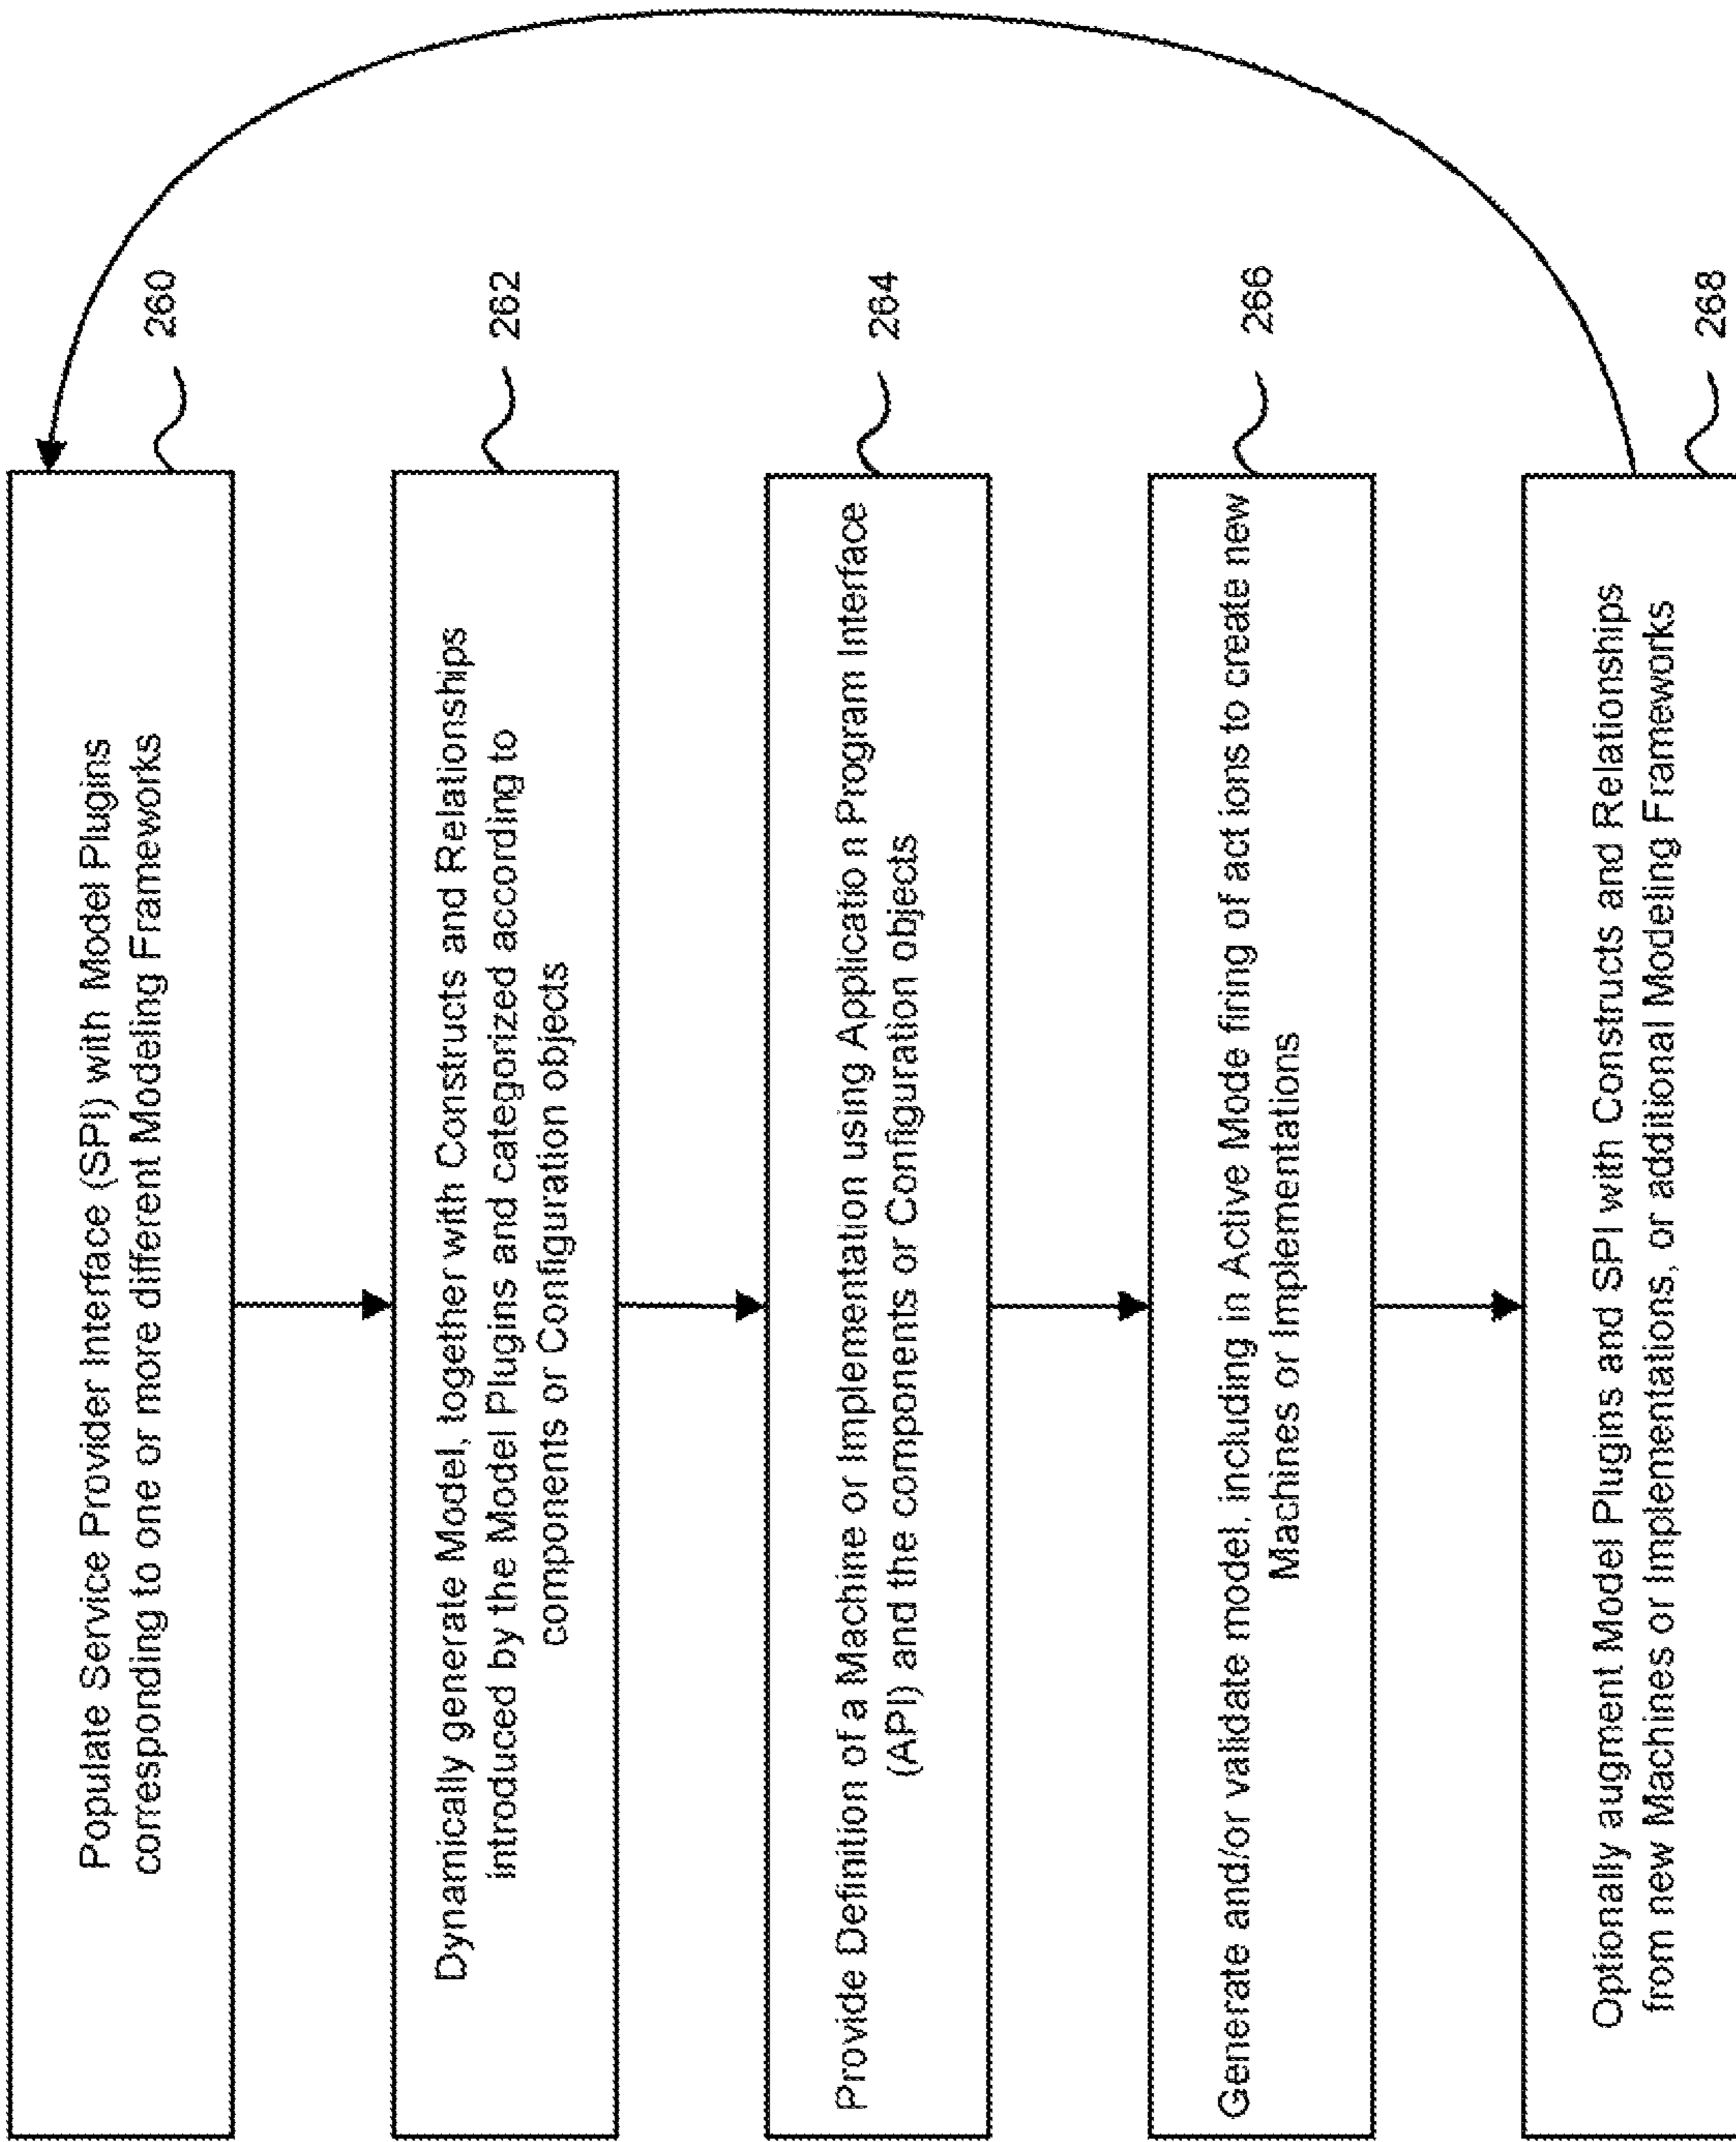 Populate Service Provider Interface (SPI) with Model Plugins
corresponding to one or more different Modeling Frameworks
260
Dynamically generate Model, together with Constructs and Relationships
introduced by the Model Plugins and categorized according to
components or Configuration objects
262
Provide Definition of a Machine or Implementation using Applicatio n Program Interface
(API) and the components or Configuration objects
264
Generate and/or validate model, including in Active Mode firing of act ions to create new
Machines or Implementations
266
Optionally augment Model Plugins and SPI with Constructs and Relationships
from new Machines or Implementations, or additional Modeling Frameworks
268